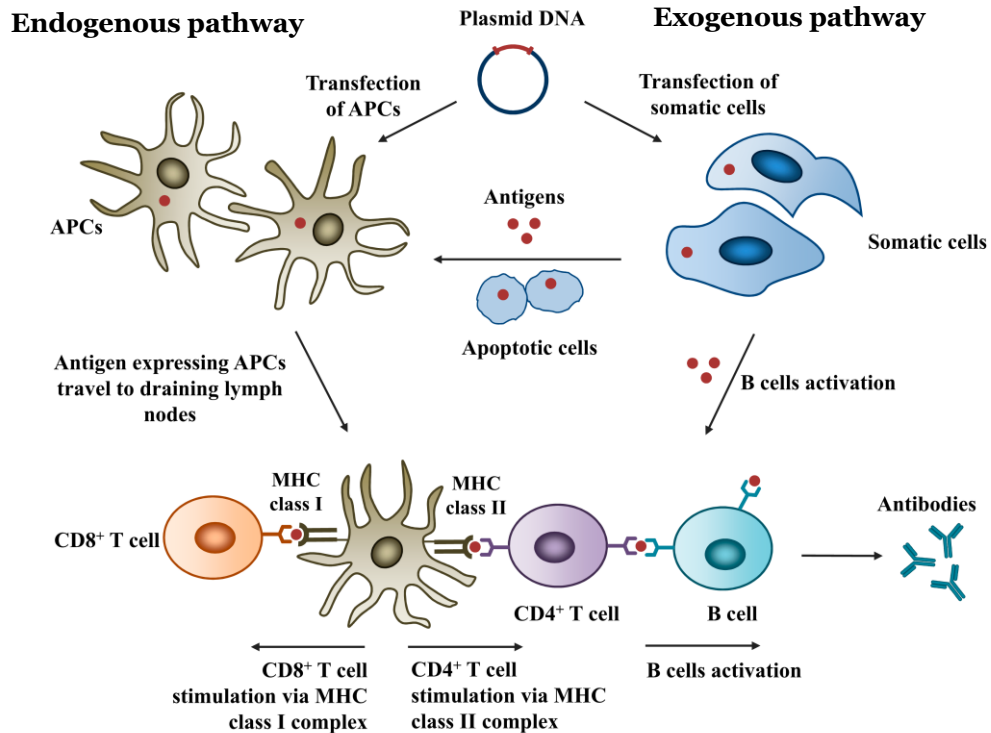 Endogenous pathway
Plasmid DNA
Exogenous pathway
Transfection
of APCs
Transfection of
somatic cells
APCs
Antigens
Somatic cells
Apoptotic cells
Antigen expressing APCs
travel to draining lymph
nodes
B cells activation
MHC
class I
MHC
class II
CD8⁺ T cell
Antibodies
CD4⁺ T cell
B cell
CD8⁺ T cell
stimulation via MHC
class I complex
CD4⁺ T cell
stimulation via MHC
class II complex
B cells activation